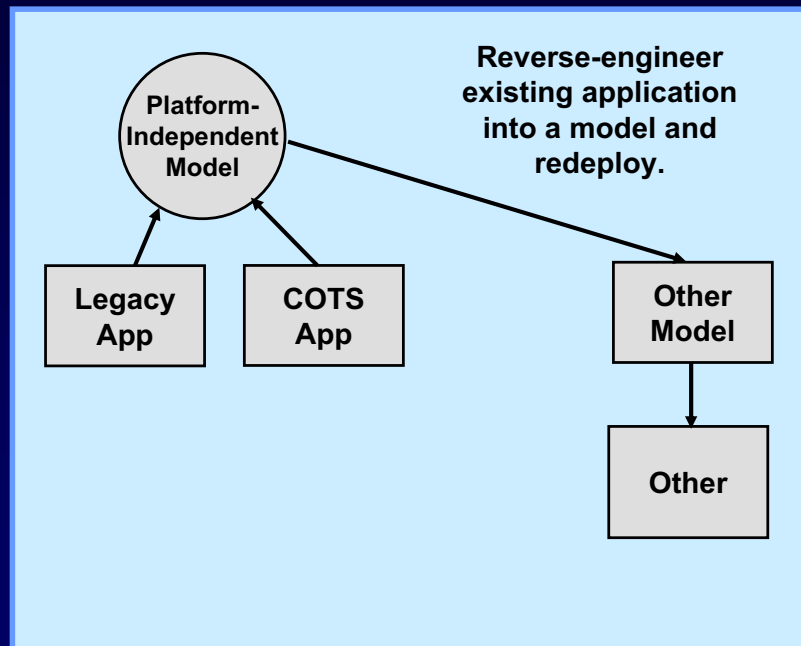 Reverse-engineer
existing application
into a model and
redeploy.
Platform-
Independent
Model
Legacy
App
COTS
App
Other
Model
Other